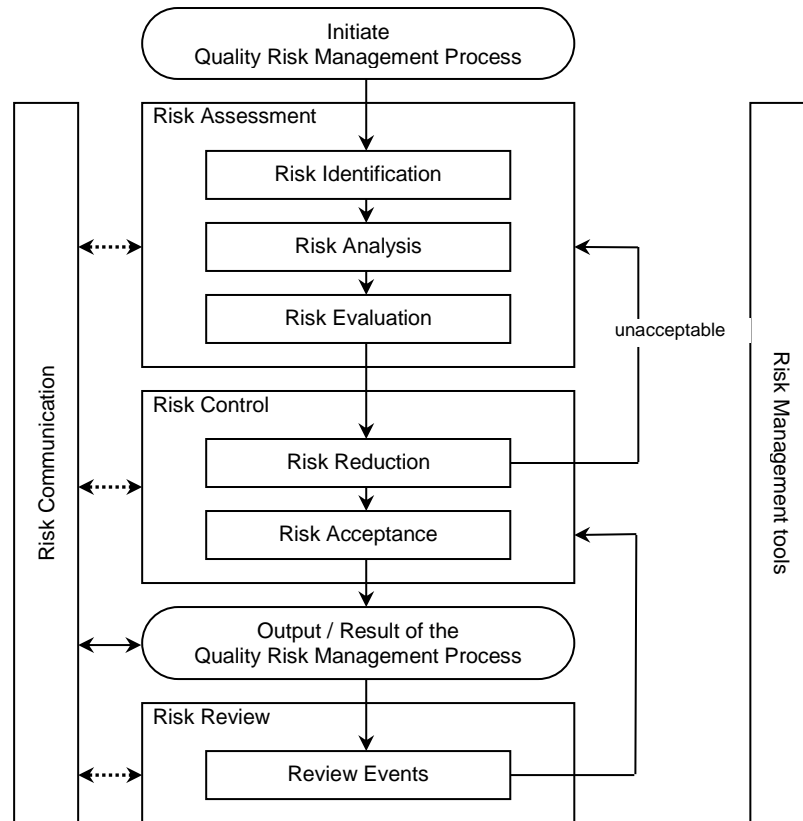 Initiate
Quality Risk Management Process
Risk Assessment
Risk Identification
Risk Analysis
Risk Evaluation
unacceptable
Risk Control
Risk Reduction
Risk Acceptance
Output / Result of the
Quality Risk Management Process
Risk Review
Review Events
Risk Communication
Risk Management tools